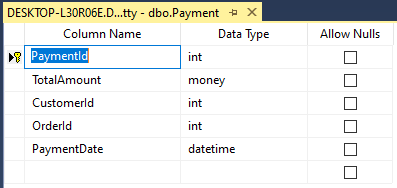 DESKTOP-L30R06E.D...tty - dbo.Payment
Column Name Data Type Allow Nulls
PaymentId int
TotalAmount money
CustomerId int
OrderId int
PaymentDate datetime